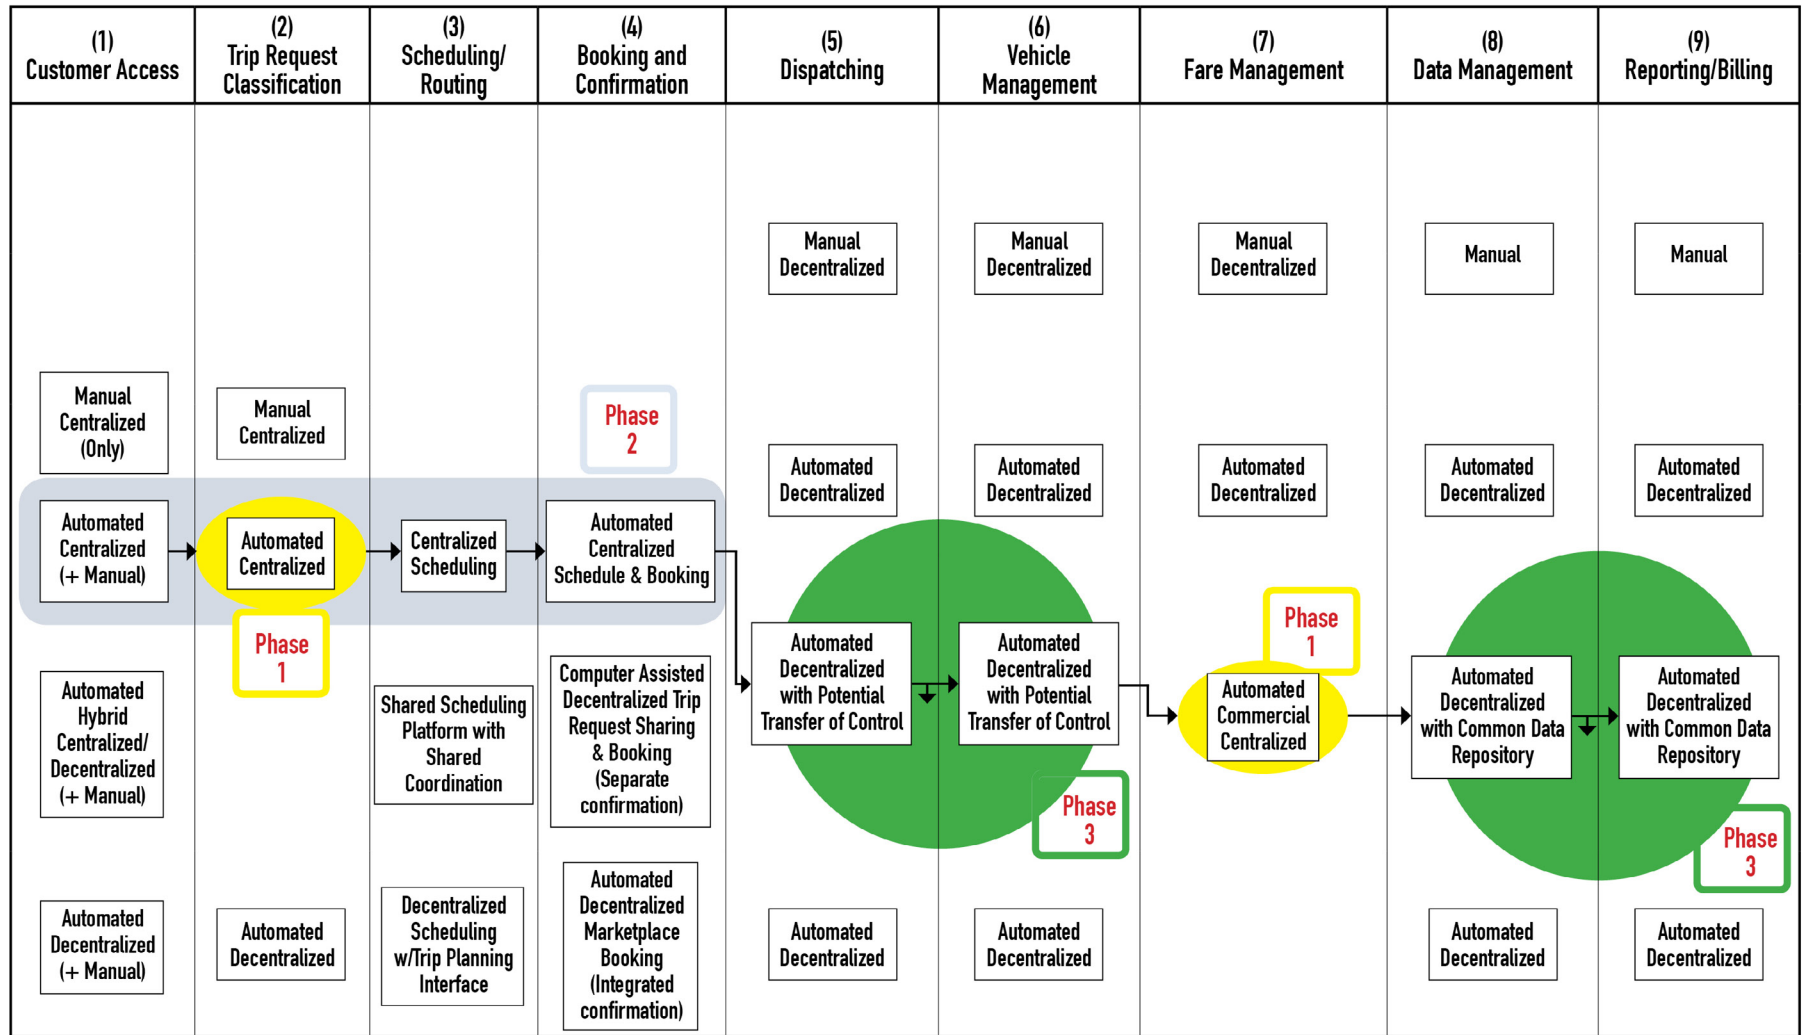 (1)
Customer Access
(2)
Trip Request
Classification
(3)
Scheduling/
Routing
(4)
Booking and
Confirmation
(5)
Dispatching
(6)
Vehicle
Management
(7)
Fare Management
(8)
Data Management
(9)
Reporting/Billing
Manual
Decentralized
Manual
Decentralized
Manual
Decentralized
Manual
Manual
Manual
Centralized
(Only)
Manual
Centralized
Phase
2
Automated
Decentralized
Automated
Decentralized
Automated
Decentralized
Automated
Decentralized
Automated
Decentralized
Automated
Centralized
(+ Manual)
Automated
Centralized
Centralized
Scheduling
Automated
Centralized
Schedule & Booking
Phase
1
Phase
1
Automated
Hybrid
Centralized/
Decentralized
(+ Manual)
Shared Scheduling
Platform with
Shared
Coordination
Computer Assisted
Decentralized Trip
Request Sharing
& Booking
(Separate
confirmation)
Automated
Decentralized
with Potential
Transfer of Control
Automated
Decentralized
with Potential
Transfer of Control
Automated
Commercial
Centralized
Automated
Decentralized
with Common Data
Repository
Automated
Decentralized
with Common Data
Repository
Phase
3
Phase
3
Automated
Decentralized
(+ Manual)
Automated
Decentralized
Decentralized
Scheduling
w/Trip Planning
Interface
Automated
Decentralized
Marketplace
Booking
(Integrated
confirmation)
Automated
Decentralized
Automated
Decentralized
Automated
Decentralized
Automated
Decentralized